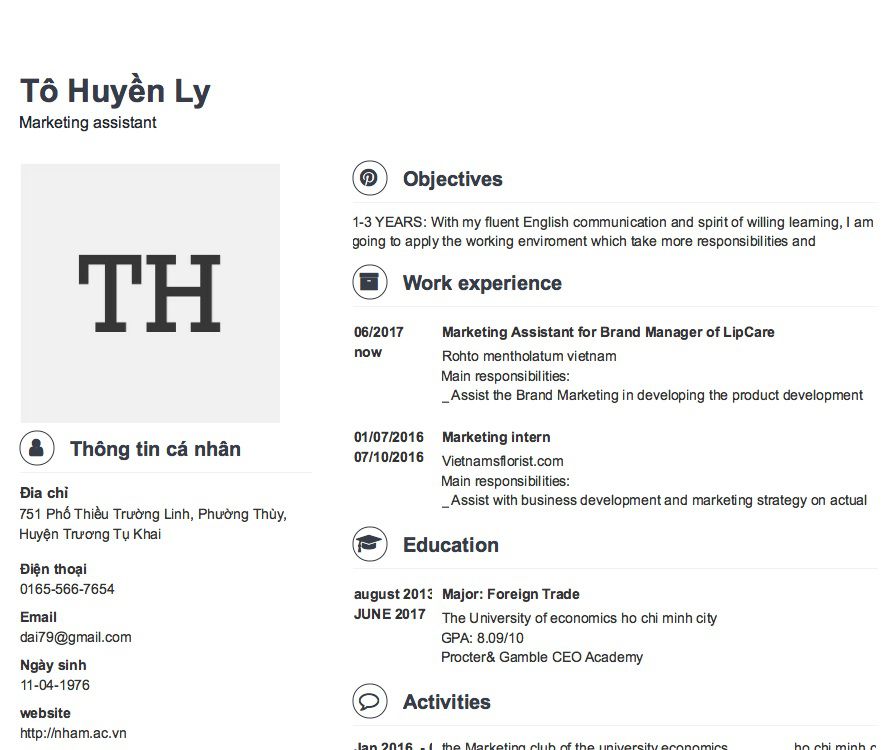 Tô Huyền Ly
Marketing assistant
TH
Thông tin cá nhân
Đia chỉ
751 Phố Thiều Trường Linh, Phường Thùy,
Huyện Trương Tụ Khai
Điện thoại
0165-566-7654
Email
dai79@gmail.com
Ngày sinh
11-04-1976
website
http://nham.ac.vn
Objectives
1-3 YEARS: With my fluent English communication and spirit of willing learning, I am
going to apply the working enviroment which take more responsibilities and
Work experience
06/2017
now
Marketing Assistant for Brand Manager of LipCare
Rohto mentholatum vietnam
Main responsibilities:
_Assist the Brand Marketing in developing the product development
01/07/2016
07/10/2016
Marketing intern
Vietnamsflorist.com
Main responsibilities:
_Assist with business development and marketing strategy on actual
Education
august 2013
JUNE 2017
Major: Foreign Trade
The University of economics ho chi minh city
GPA: 8.09/10
Procter& Gamble CEO Academy
Activities
Jan 2016 -
the Marketing club of the university economics ho chi minh